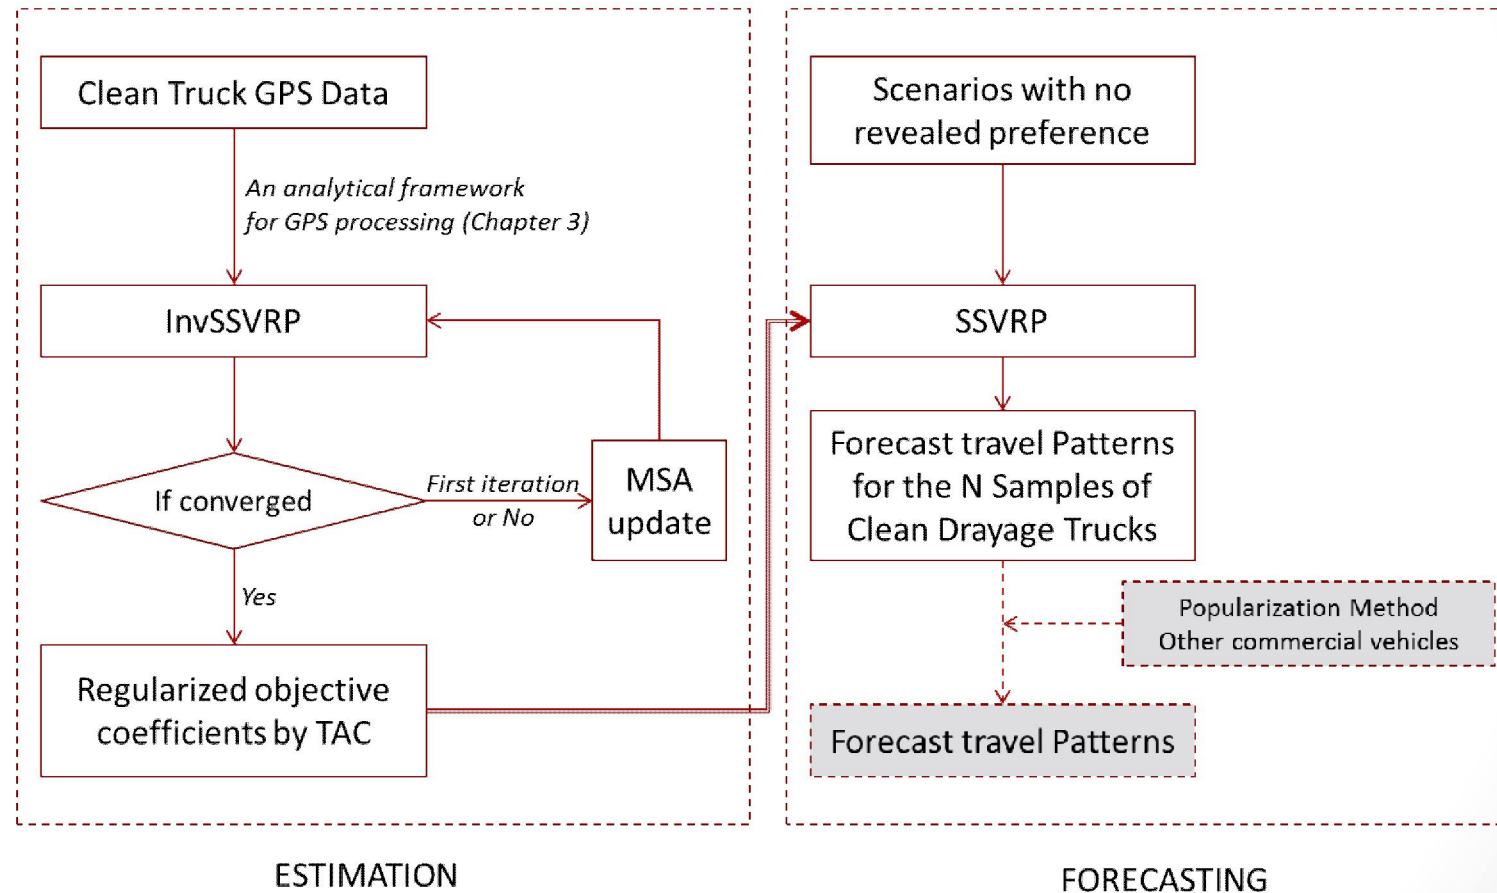 Clean Truck GPS Data
An analytical framework
for GPS processing (Chapter 3)
InvSSVRP
If converged
First iteration
or No
MSA
update
Yes
Regularized objective
coefficients by TAC
ESTIMATION
Scenarios with no
revealed preference
SSVRP
Forecast travel Patterns
for the N Samples of
Clean Drayage Trucks
Popularization Method
Other commercial vehicles
Forecast travel Patterns
FORECASTING